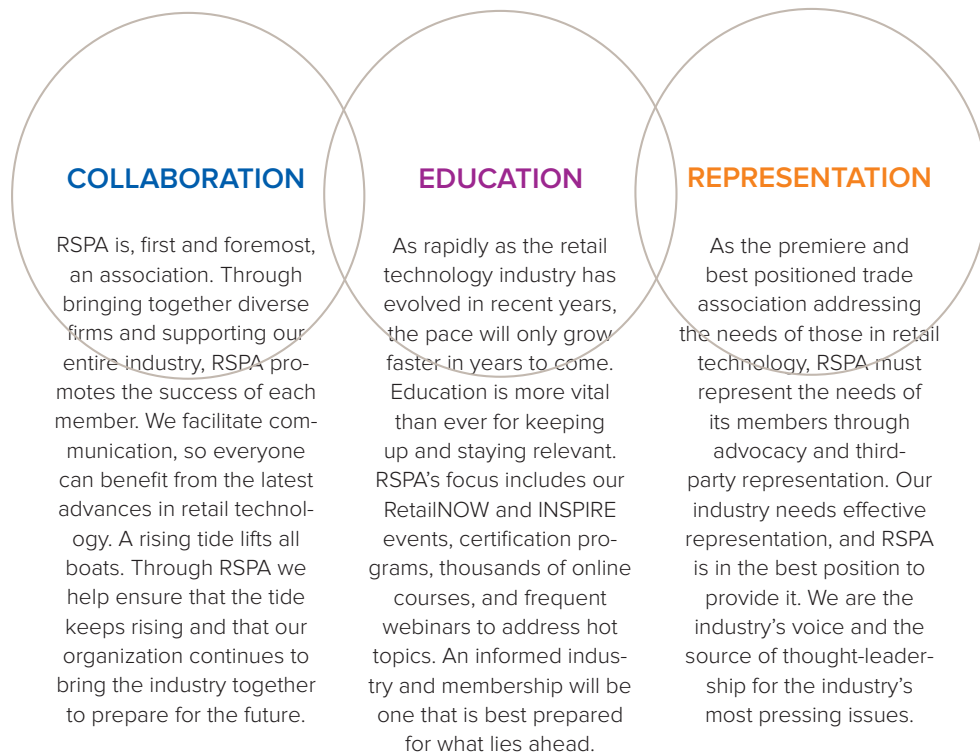 COLLABORATION
RSPA is, first and foremost,
an association. Through
bringing together diverse
firms and supporting our
entire industry, RSPA pro-
motes the success of each
member. We facilitate com-
munication, so everyone
can benefit from the latest
advances in retail technol-
ogy. A rising tide lifts all
boats. Through RSPA we
help ensure that the tide
keeps rising and that our
organization continues to
bring the industry together
to prepare for the future.
EDUCATION
As rapidly as the retail
technology industry has
evolved in recent years,
the pace will only grow
faster in years to come.
Education is more vital
than ever for keeping
up and staying relevant.
RSPA’s focus includes our
RetailNOW and INSPIRE
events, certification pro-
grams, thousands of online
courses, and frequent
webinars to address hot
topics. An informed indus-
try and membership will be
one that is best prepared
for what lies ahead.
REPRESENTATION
As the premiere and
best positioned trade
association addressing
the needs of those in retail
technology, RSPA must
represent the needs of
its members through
advocacy and third-
party representation. Our
industry needs effective
representation, and RSPA
is in the best position to
provide it. We are the
industry’s voice and the
source of thought-leader-
ship for the industry’s
most pressing issues.